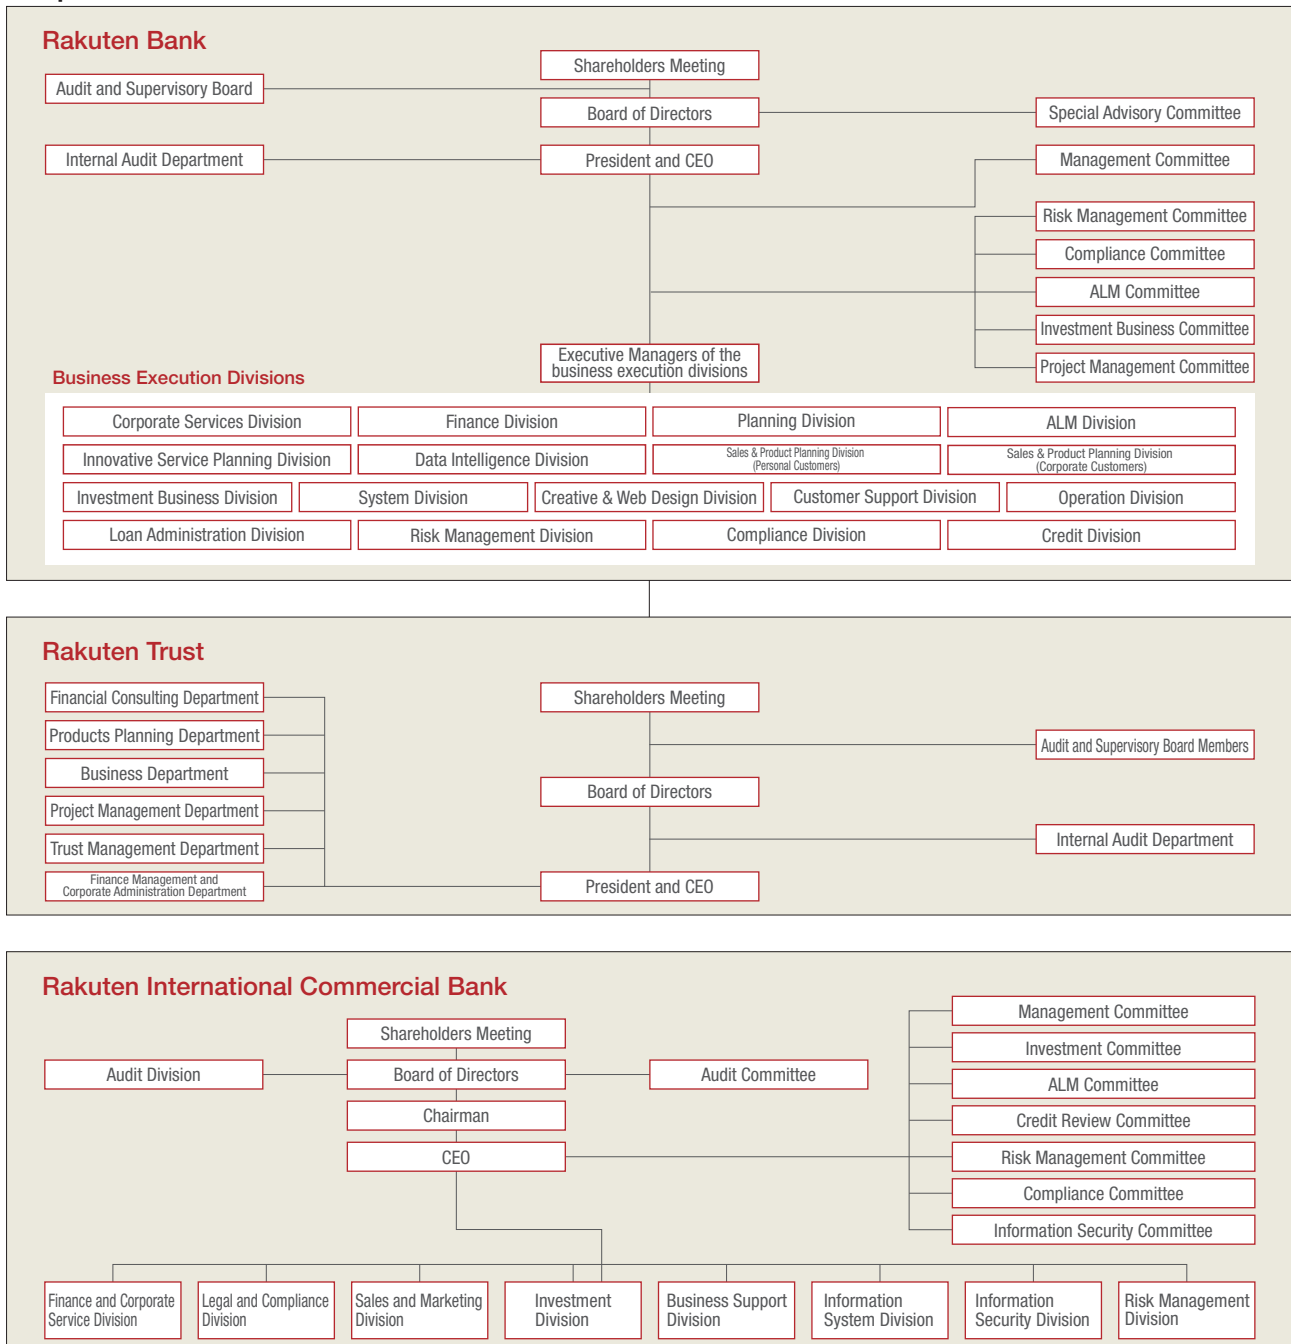 Rakuten Bank
Shareholders Meeting
Audit and Supervisory Board
Board of Directors
Special Advisory Committee
Internal Audit Department
President and CEO
Management Committee
Risk Management Committee
Compliance Committee
ALM Committee
Investment Business Committee
Executive Managers of the
business execution divisions
Project Management Committee
Business Execution Divisions
Corporate Services Division
Finance Division
Planning Division
ALM Division
Innovative Service Planning Division
Data Intelligence Division
Sales & Product Planning Division
(Personal Customers)
Sales & Product Planning Division
(Corporate Customers)
Investment Business Division
System Division
Creative & Web Design Division
Customer Support Division
Operation Division
Loan Administration Division
Risk Management Division
Compliance Division
Credit Division
Rakuten Trust
Financial Consulting Department
Shareholders Meeting
Products Planning Department
Audit and Supervisory Board Members
Business Department
Board of Directors
Project Management Department
Trust Management Department
Internal Audit Department
Finance Management and
Corporate Administration Department
President and CEO
Rakuten International Commercial Bank
Management Committee
Shareholders Meeting
Investment Committee
Audit Division
Board of Directors
Audit Committee
ALM Committee
Chairman
Credit Review Committee
CEO
Risk Management Committee
Compliance Committee
Information Security Committee
Finance and Corporate
Service Division
Legal and Compliance
Division
Sales and Marketing
Division
Investment
Division
Business Support
Division
Information
System Division
Information
Security Division
Risk Management
Division